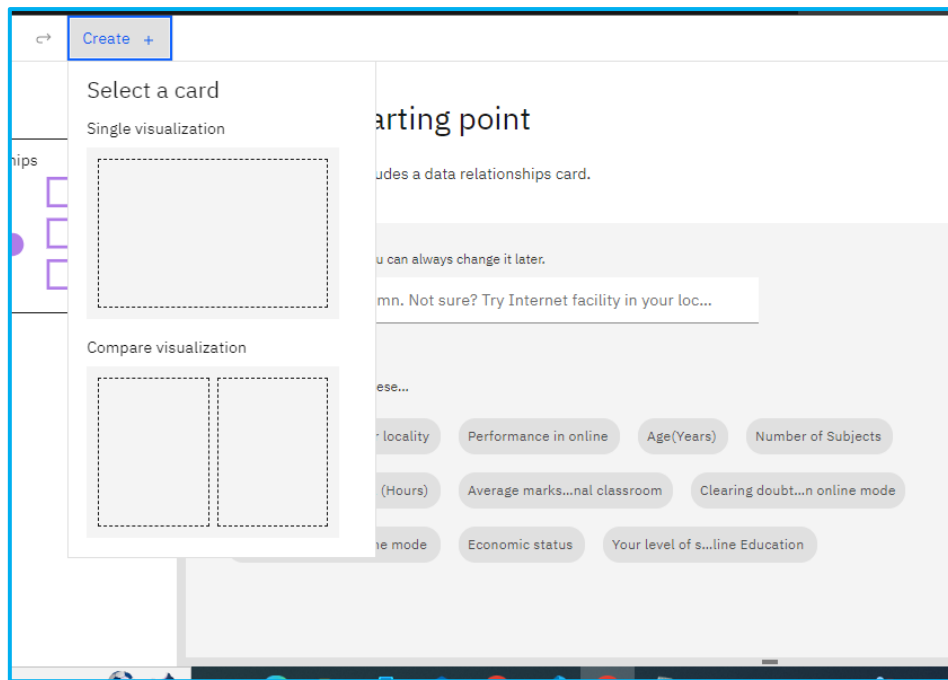 Create +
Select a card
Single visualization
Compare visualization
arting point
udes a data relationships card.
hips
u can always change it later.
mn. Not sure? Try Internet facility in your loc...
ese...
r locality Performance in online Age(Years) Number of Subjects
(Hours) Average marks...nal classroom Clearing doubt...n online mode
ne mode Economic status Your level of s...line Education